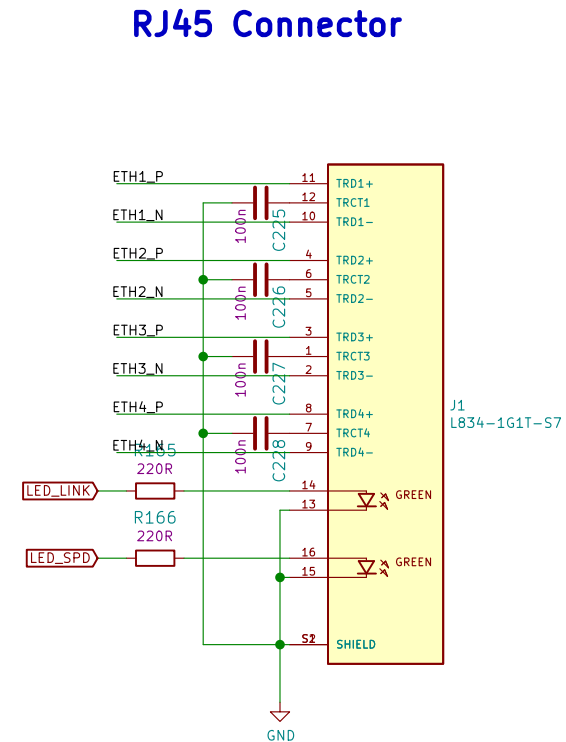 RJ45 Connector
ETH1_P
11
TRD1+
12
TRCT1
ETH1_N
10
TRD1-
100n
C225
ETH2_P
4
TRD2+
6
TRCT2
ETH2_N
5
TRD2-
100n
C226
ETH3_P
3
TRD3+
1
TRCT3
ETH3_N
2
TRD3-
100n
C227
ETH4_P
8
TRD4+
7
TRCT4
ETH4_N
9
TRD4-
100n
C228
J1
L834-1G1T-S7
R165
220R
LED_LINK
14
13
GREEN
R166
220R
LED_SPD
16
15
GREEN
SHIELD
GND